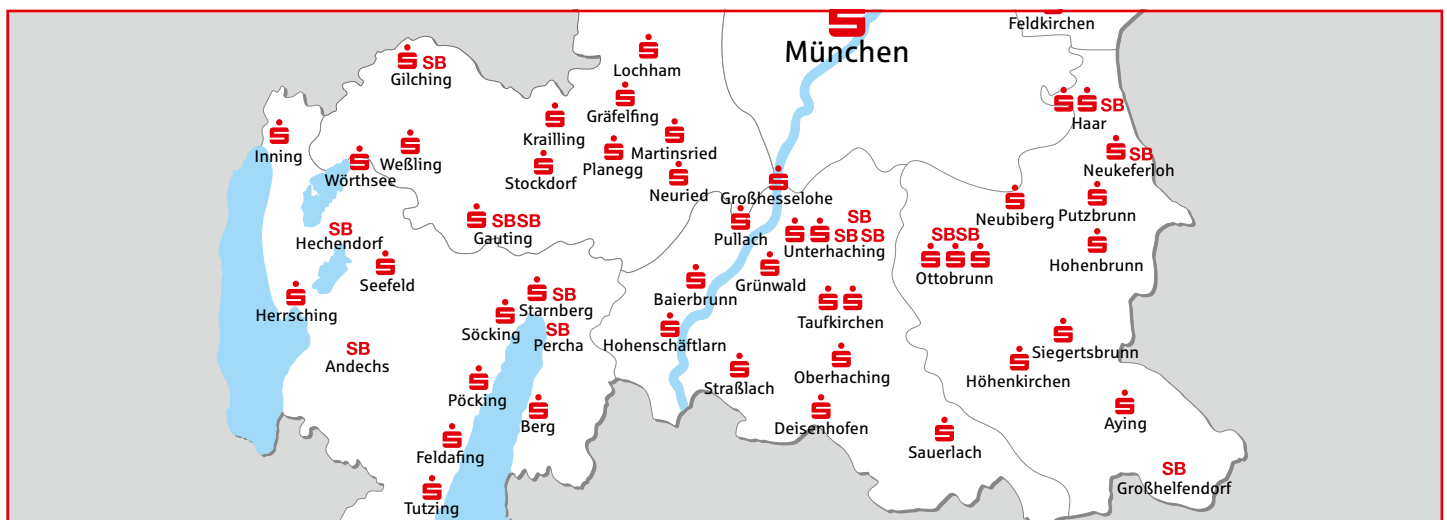 Feldkirchen
München
Lochham
SB
Gilching
Gräfelfing
SB
Haar
Krailling
Inning
Martinsried
Planegg
Weßling
SB
Neukeferloh
Wörthsee
Stockdorf
Neuried
Großhesselohe
Neubiberg
Putzbrunn
SBSB
Gauting
Pullach
SB
SB SB
Unterhaching
SB
Hechendorf
SBSB
Ottobrunn
Hohenbrunn
Seefeld
Grünwald
Baierbrunn
Herrsching
SB
Starnberg
Söcking
Taufkirchen
SB
Percha
Hohenschäftlarn
SB
Andechs
Siegertsbrunn
Höhenkirchen
Oberhaching
Straßlach
Pöcking
Berg
Aying
Deisenhofen
Sauerlach
Feldafing
SB
Großhelfendorf
Tutzing